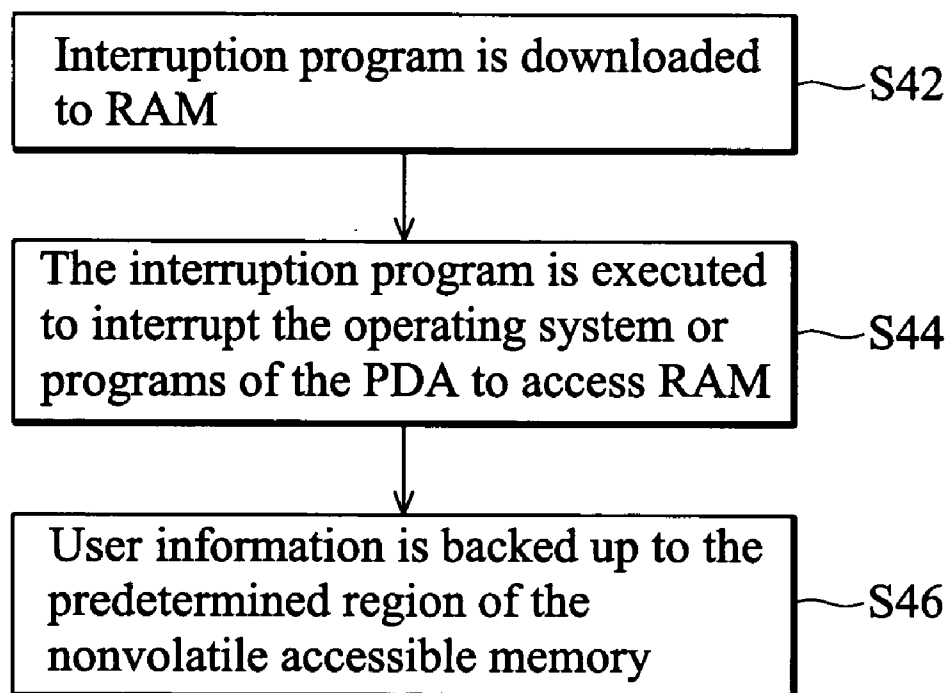 Interruption program is downloaded
to RAM
S42
The interruption program is executed
to interrupt the operating system or
programs of the PDA to access RAM
S44
User information is backed up to the
predetermined region of the
nonvolatile accessible memory
S46